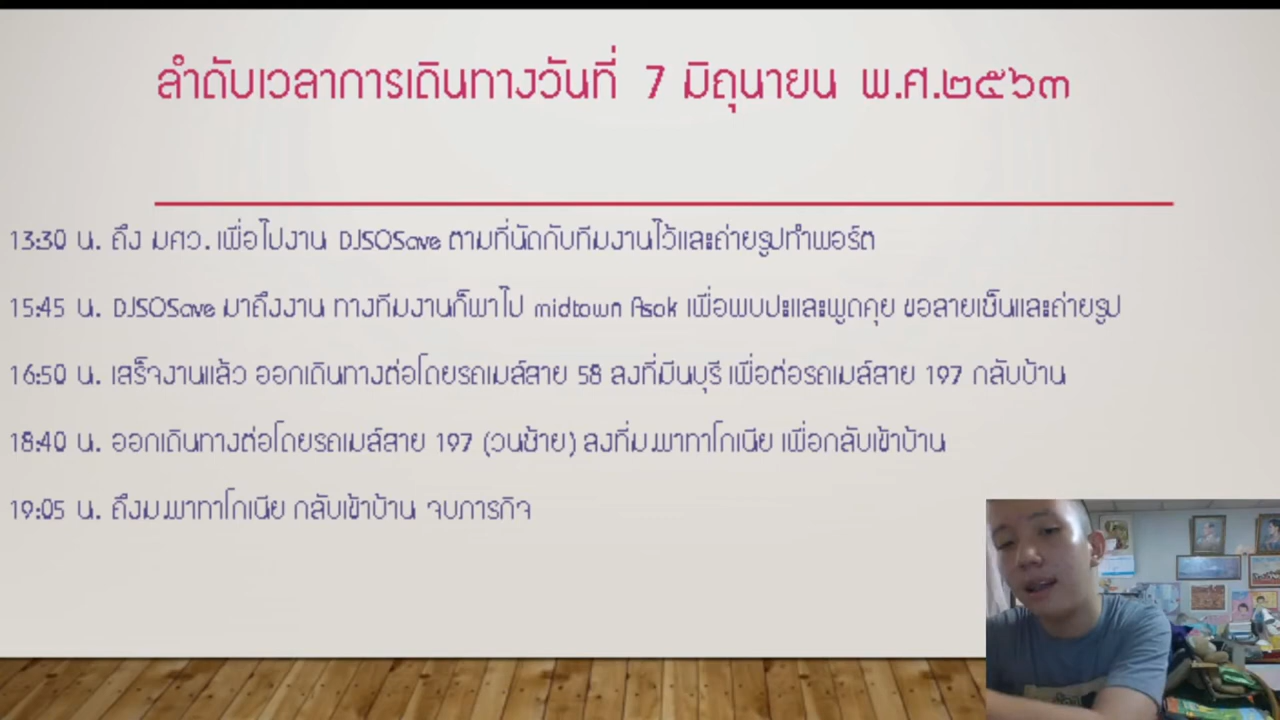 ลำดับเวลาการเดินทางวันที่ 7 มิถุนายน พ.ศ.๒๕๖๓
13:30 น. ถึง มศว. เพื่อไปงาน DJSOSave ตามที่นัดกับทีมงานไว้และถ่ายรูปทำพอร์ต
15:45 น. DJSOSave มาถึงงาน ทางทีมงานก็พาไป midtown Asok เพื่อพบปะและพูดคุย ขอลายเซ็นและถ่ายรูป
16:50 น. เสร็จงานแล้ว ออกเดินทางต่อโดยรถเมล์สาย 58 ลงที่มีนบุรี เพื่อต่อรถเมล์สาย 197 กลับบ้าน
18:40 น. ออกเดินทางต่อโดยรถเมล์สาย 197 (วนซ้าย) ลงที่ม.พาทาโกเนีย เพื่อกลับเข้าบ้าน
19:05 น. ถึงม.พาทาโกเนีย กลับเข้าบ้าน จบภารกิจ